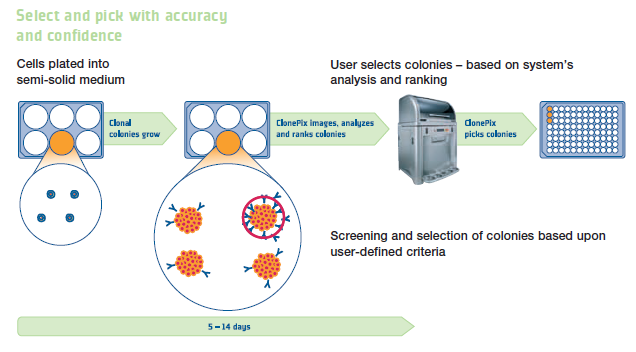 Select and pick with accuracy
and confidence
Cells plated into
semi-solid medium
User selects colonies – based on system's
analysis and ranking
Clonal
colonies grow
ClonePix images, analyzes
and ranks colonies
ClonePix
picks colonies
Screening and selection of colonies based upon
user-defined criteria
5–14 days